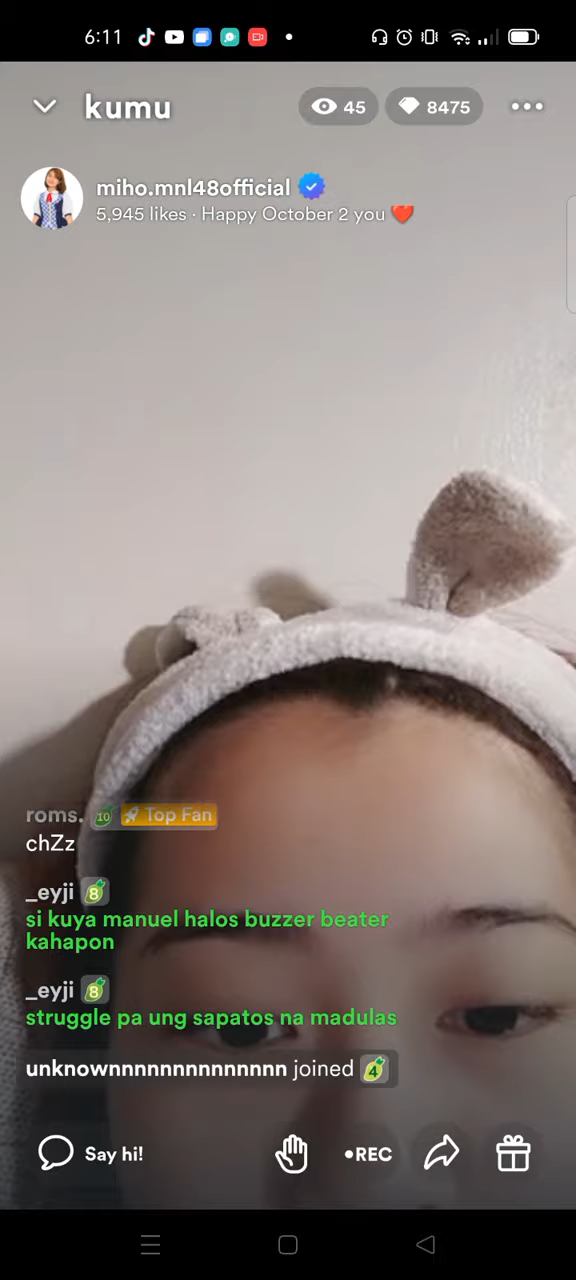 6:11
kumu
45
8475
miho.mnl48official
5,945 likes · Happy October 2 you ❤️
roms. 10 Top Fan
chZz
_eyji 8
si kuya manuel halos buzzer beater
kahapon
_eyji 8
struggle pa ung sapatos na madulas
unknownnnnnnnnnnnnnnn joined 4
Say hi!
•REC